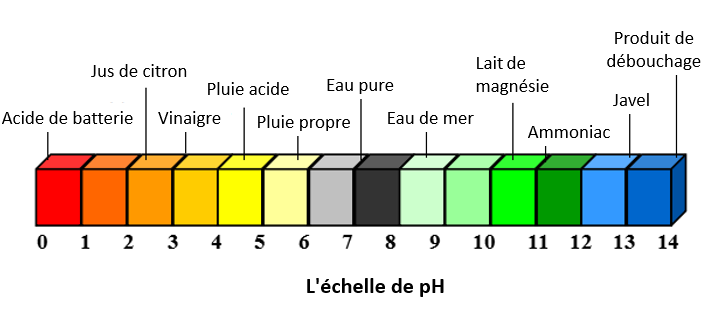 Produit de
débouchage
Lait de
magnésie
Jus de citron
Pluie acide
Eau pure
Javel
Acide de batterie
Vinaigre
Pluie propre
Eau de mer
Ammoniac
0 1 2 3 4 5 6 7 8 9 10 11 12 13 14
L'échelle de pH